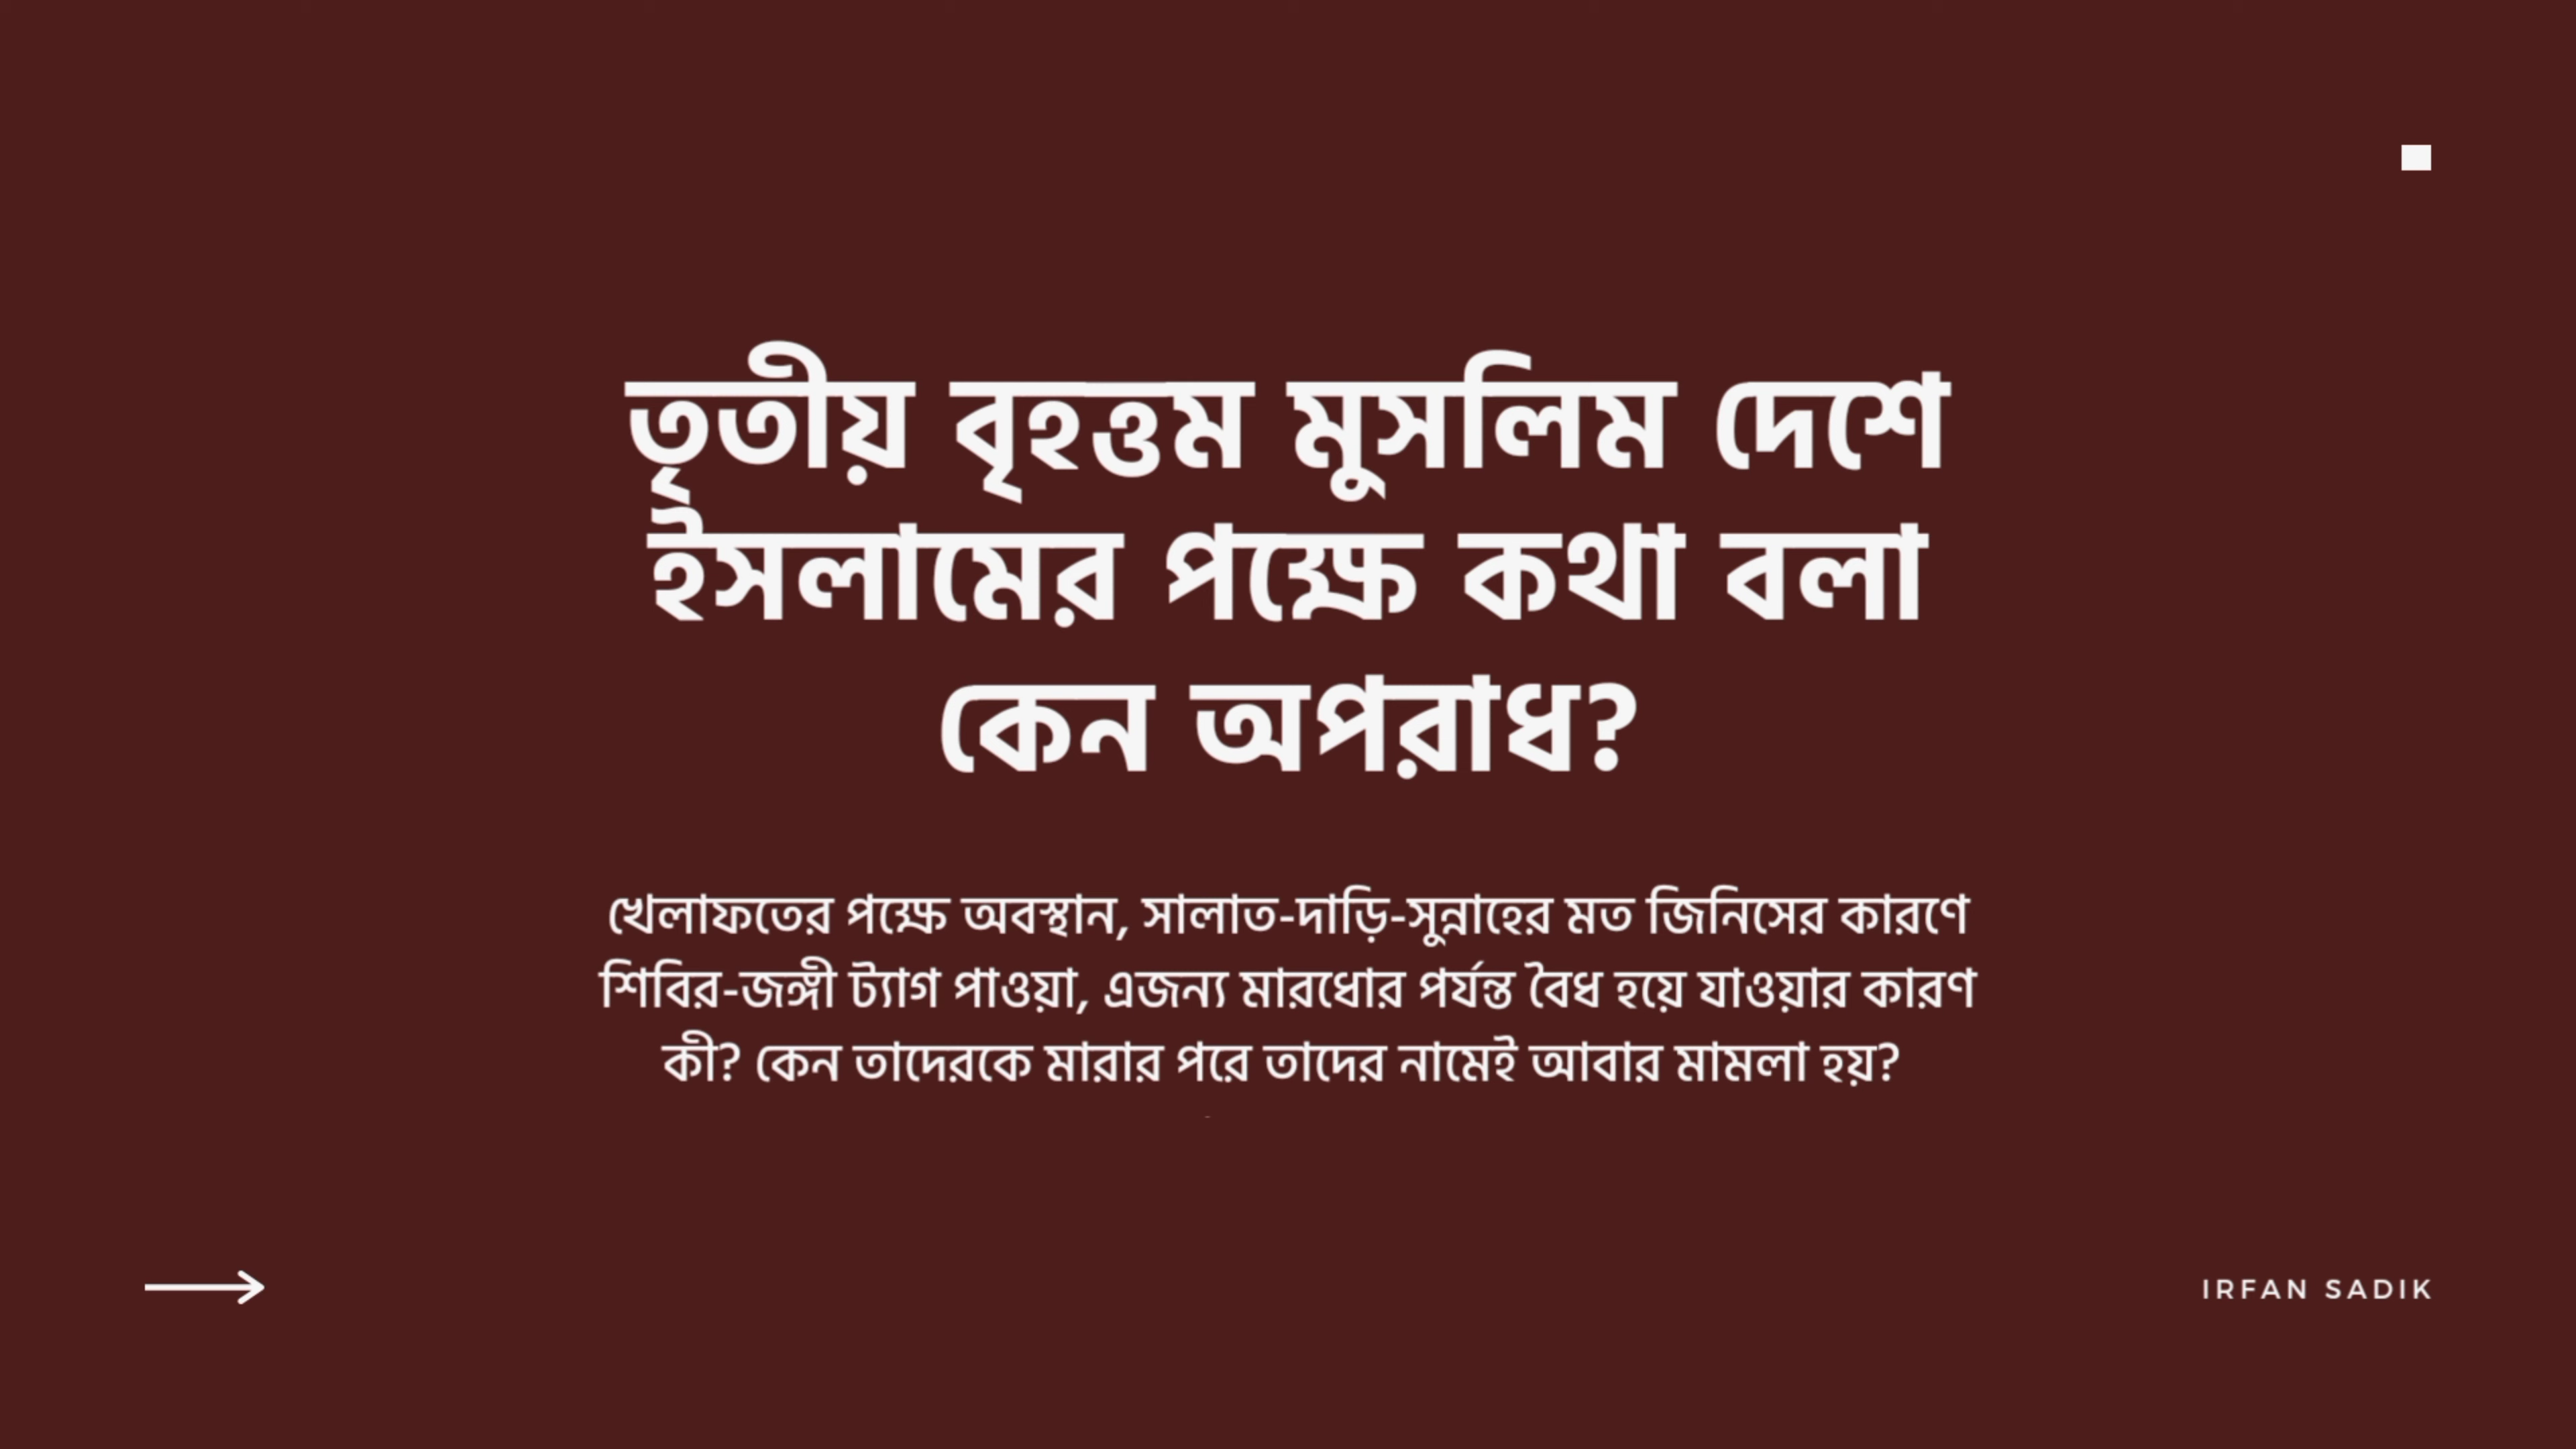 তৃতীয় বৃহত্তম মুসলিম দেশে
ইসলামের পক্ষে কথা বলা
কেন অপরাধ?
খেলাফতের পক্ষে অবস্থান, সালাত-দাড়ি-সুন্নাহের মত জিনিসের কারণে
শিবির-জঙ্গী ট্যাগ পাওয়া, এজন্য মারধোর পর্যন্ত বৈধ হয়ে যাওয়ার কারণ
কী? কেন তাদেরকে মারার পরে তাদের নামেই আবার মামলা হয়?
IRFAN SADIK